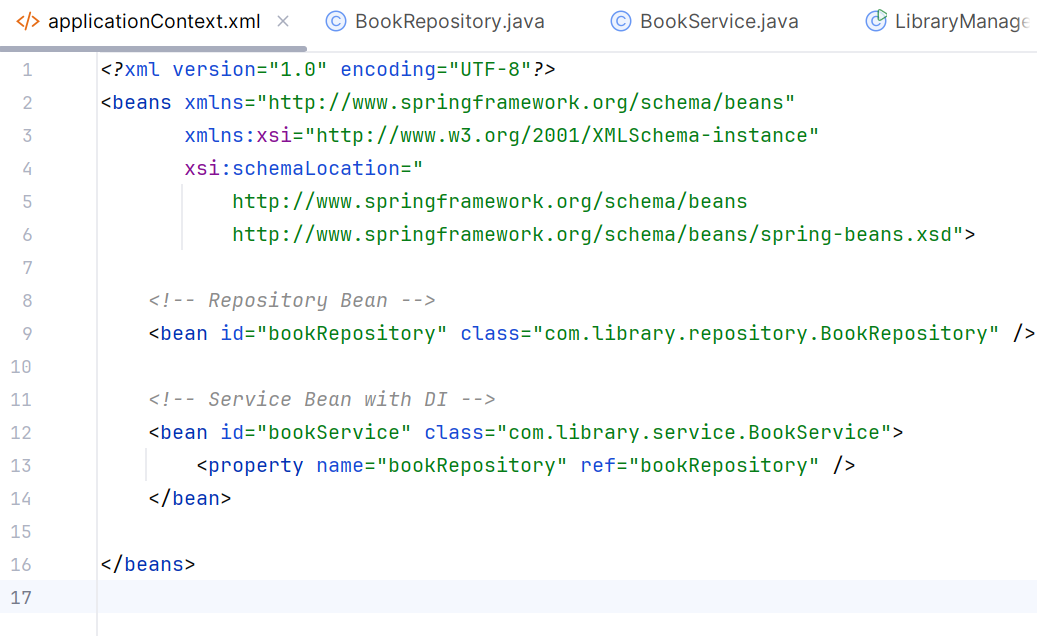 applicationContext.xml BookRepository.java BookService.java LibraryManage
1 <?xml version="1.0" encoding="UTF-8"?>
2 <beans xmlns="http://www.springframework.org/schema/beans"
3 xmlns:xsi="http://www.w3.org/2001/XMLSchema-instance"
4 xsi:schemaLocation="
5 http://www.springframework.org/schema/beans
6 http://www.springframework.org/schema/beans/spring-beans.xsd">
7
8 <!-- Repository Bean -->
9 <bean id="bookRepository" class="com.library.repository.BookRepository" />
10
11 <!-- Service Bean with DI -->
12 <bean id="bookService" class="com.library.service.BookService">
13 <property name="bookRepository" ref="bookRepository" />
14 </bean>
15
16 </beans>
17